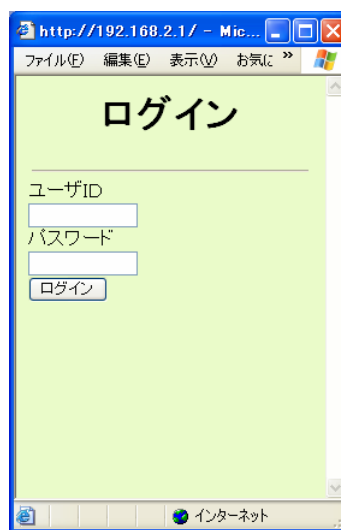 http://192.168.2.1/ - Mic...
ファイル(F) 編集(E) 表示(V) お気に »
ログイン
ユーザID
パスワード
ログイン
インターネット